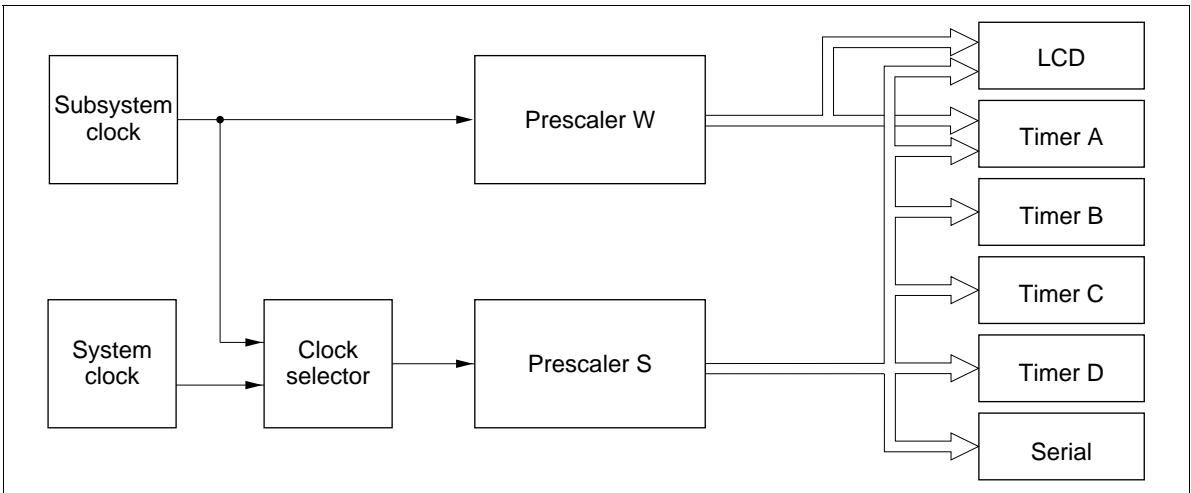 Subsystem
clock
Prescaler W
System
clock
Clock
selector
Prescaler S
LCD
Timer A
Timer B
Timer C
Timer D
Serial